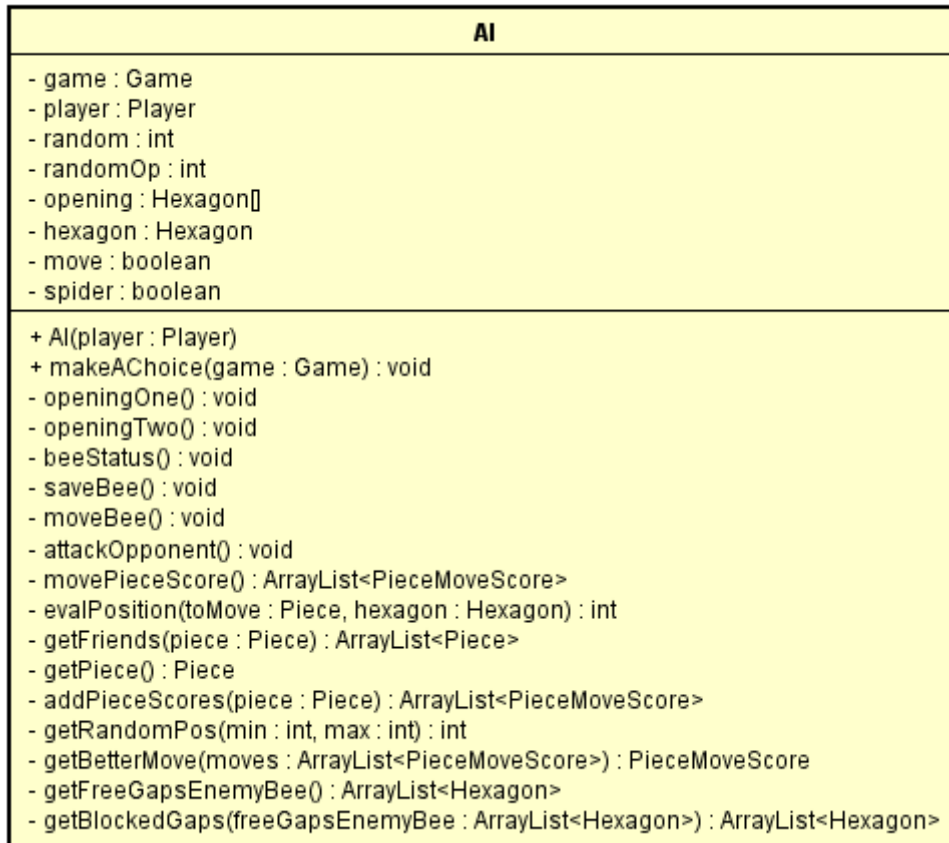 AI
- game : Game
- player : Player
- random : int
- randomOp : int
- opening : Hexagon[]
- hexagon : Hexagon
- move : boolean
- spider : boolean
+ AI(player : Player)
+ makeAChoice(game : Game) : void
- openingOne() : void
- openingTwo() : void
- beeStatus() : void
- saveBee() : void
- moveBee() : void
- attackOpponent() : void
- movePieceScore() : ArrayList<PieceMoveScore>
- evalPosition(toMove : Piece, hexagon : Hexagon) : int
- getFriends(piece : Piece) : ArrayList<Piece>
- getPiece() : Piece
- addPieceScores(piece : Piece) : ArrayList<PieceMoveScore>
- getRandomPos(min : int, max : int) : int
- getBetterMove(moves : ArrayList<PieceMoveScore>) : PieceMoveScore
- getFreeGapsEnemyBee() : ArrayList<Hexagon>
- getBlockedGaps(freeGapsEnemyBee : ArrayList<Hexagon>) : ArrayList<Hexagon>